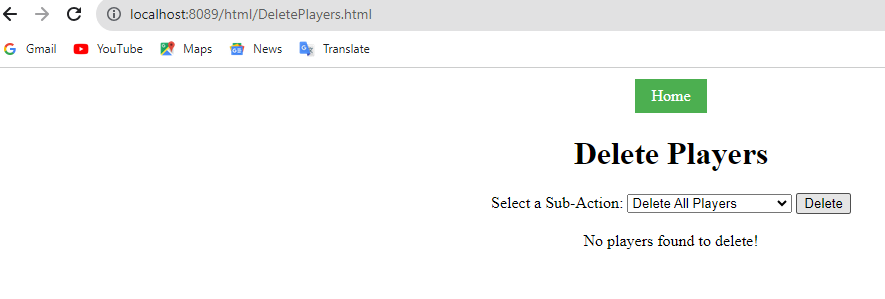 localhost:8089/html/DeletePlayers.html
Gmail YouTube Maps News Translate
Home
Delete Players
Select a Sub-Action: Delete All Players Delete
No players found to delete!